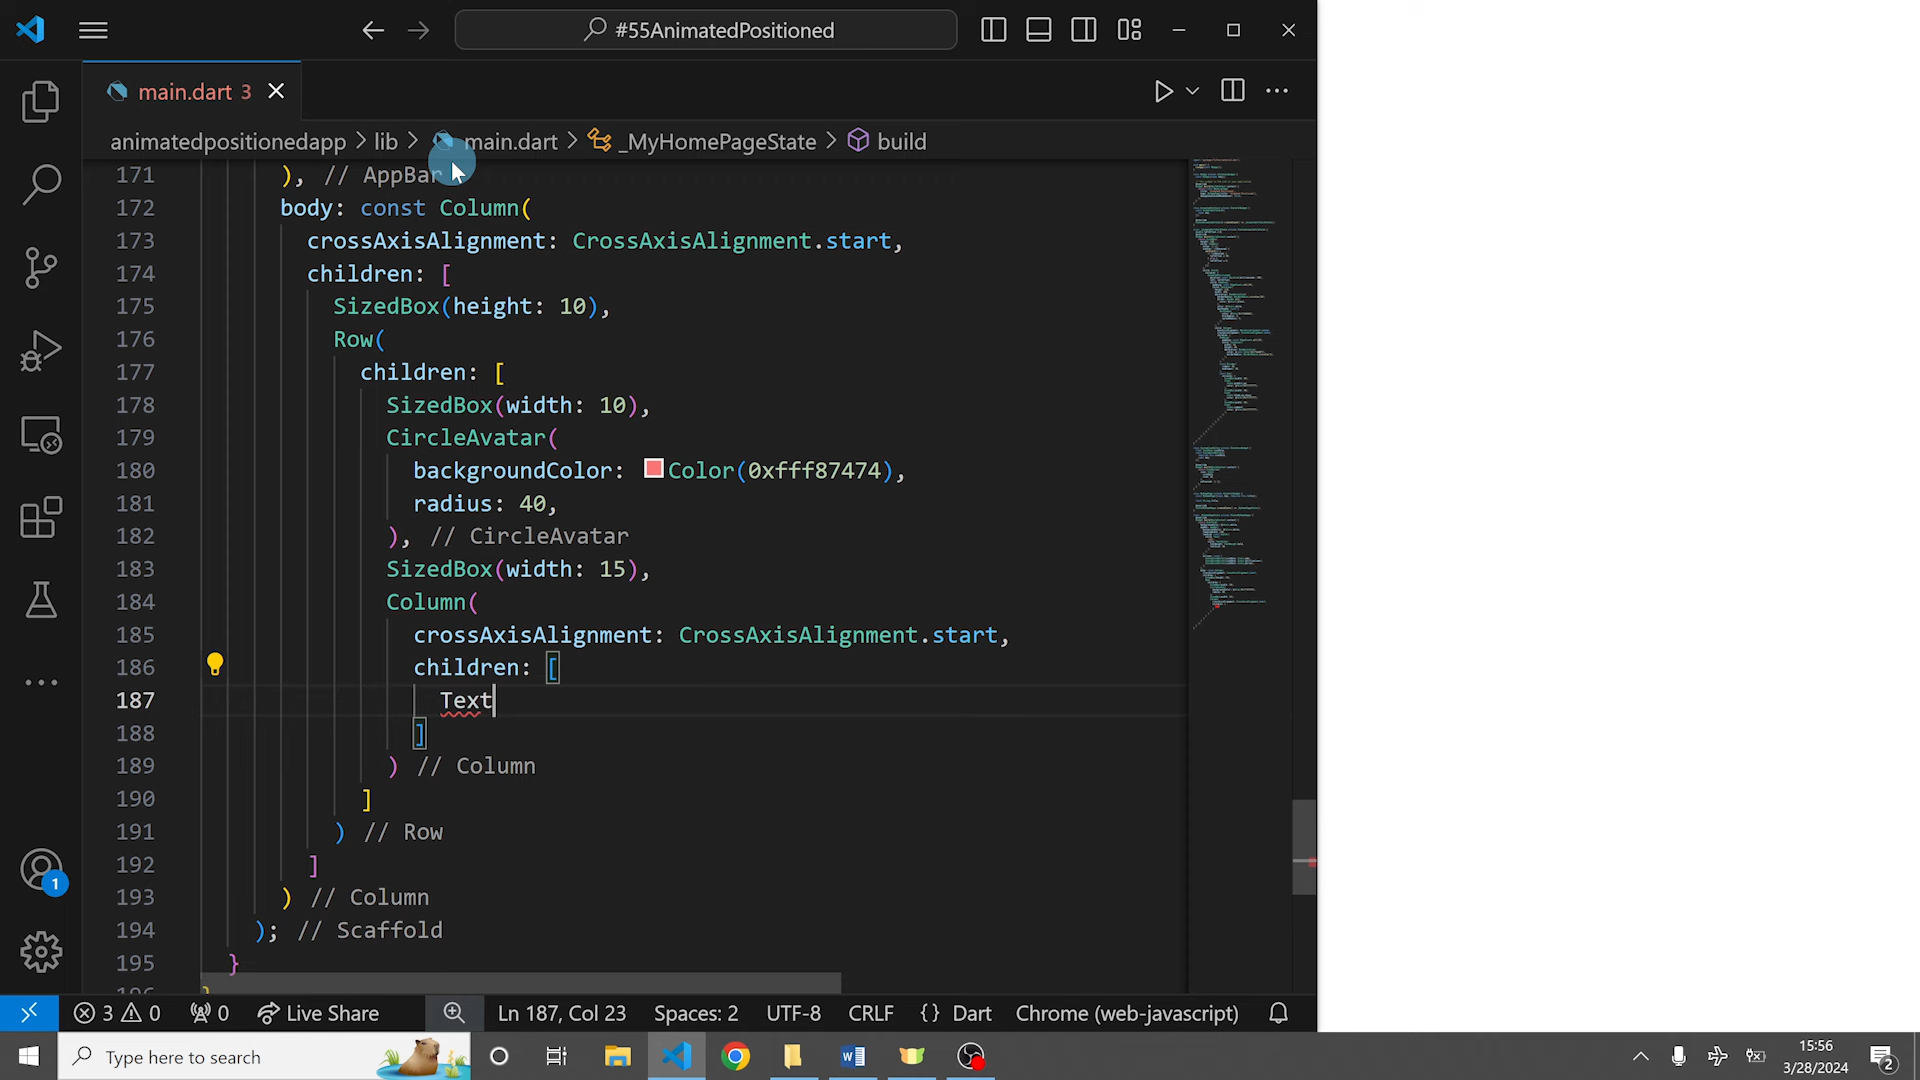 #55AnimatedPositioned
main.dart 3
animatedpositionedapp > lib > main.dart > _MyHomePageState > build
171 ), // AppBar
172 body: const Column(
173 crossAxisAlignment: CrossAxisAlignment.start,
174 children: [
175 SizedBox(height: 10),
176 Row(
177 children: [
178 SizedBox(width: 10),
179 CircleAvatar(
180 backgroundColor: Color(0xfff87474),
181 radius: 40,
182 ), // CircleAvatar
183 SizedBox(width: 15),
184 Column(
185 crossAxisAlignment: CrossAxisAlignment.start,
186 children: [
187 Text
188 ]
189 ) // Column
190 ]
191 ) // Row
192 ]
193 ) // Column
194 ); // Scaffold
195 }
1
3 0 0 Live Share Ln 187, Col 23 Spaces: 2 UTF-8 CRLF {} Dart Chrome (web-javascript)
Type here to search
15:56
3/28/2024
2